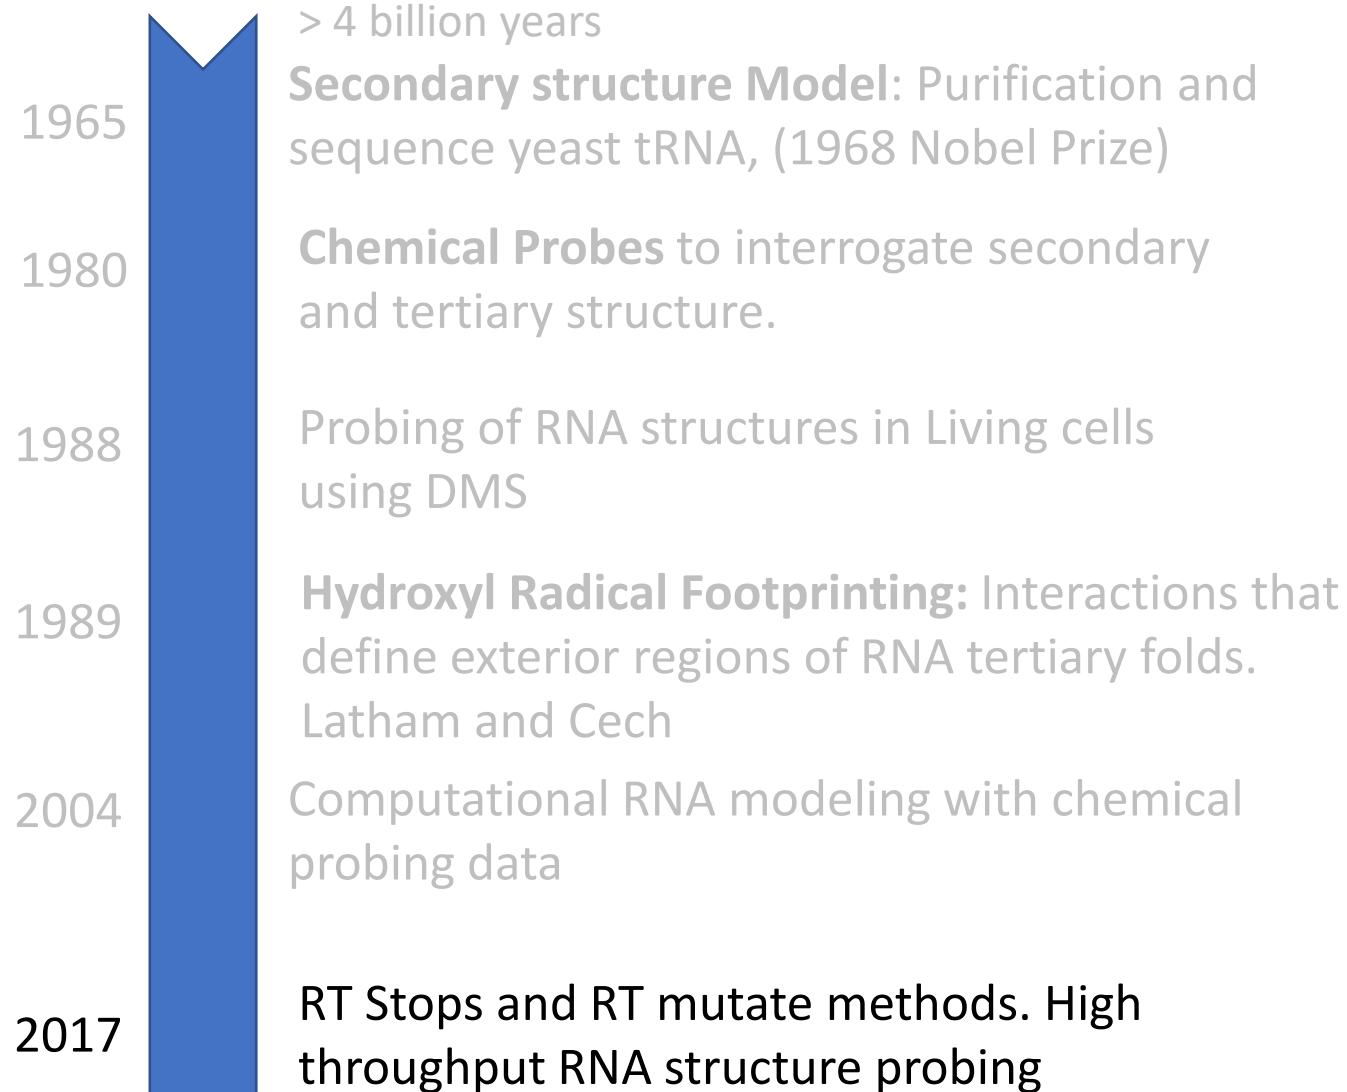 > 4 billion years
1965
Secondary structure Model: Purification and
sequence yeast tRNA, (1968 Nobel Prize)
1980
Chemical Probes to interrogate secondary
and tertiary structure.
1988
Probing of RNA structures in Living cells
using DMS
1989
Hydroxyl Radical Footprinting: Interactions that
define exterior regions of RNA tertiary folds.
Latham and Cech
2004
Computational RNA modeling with chemical
probing data
2017
RT Stops and RT mutate methods. High
throughput RNA structure probing